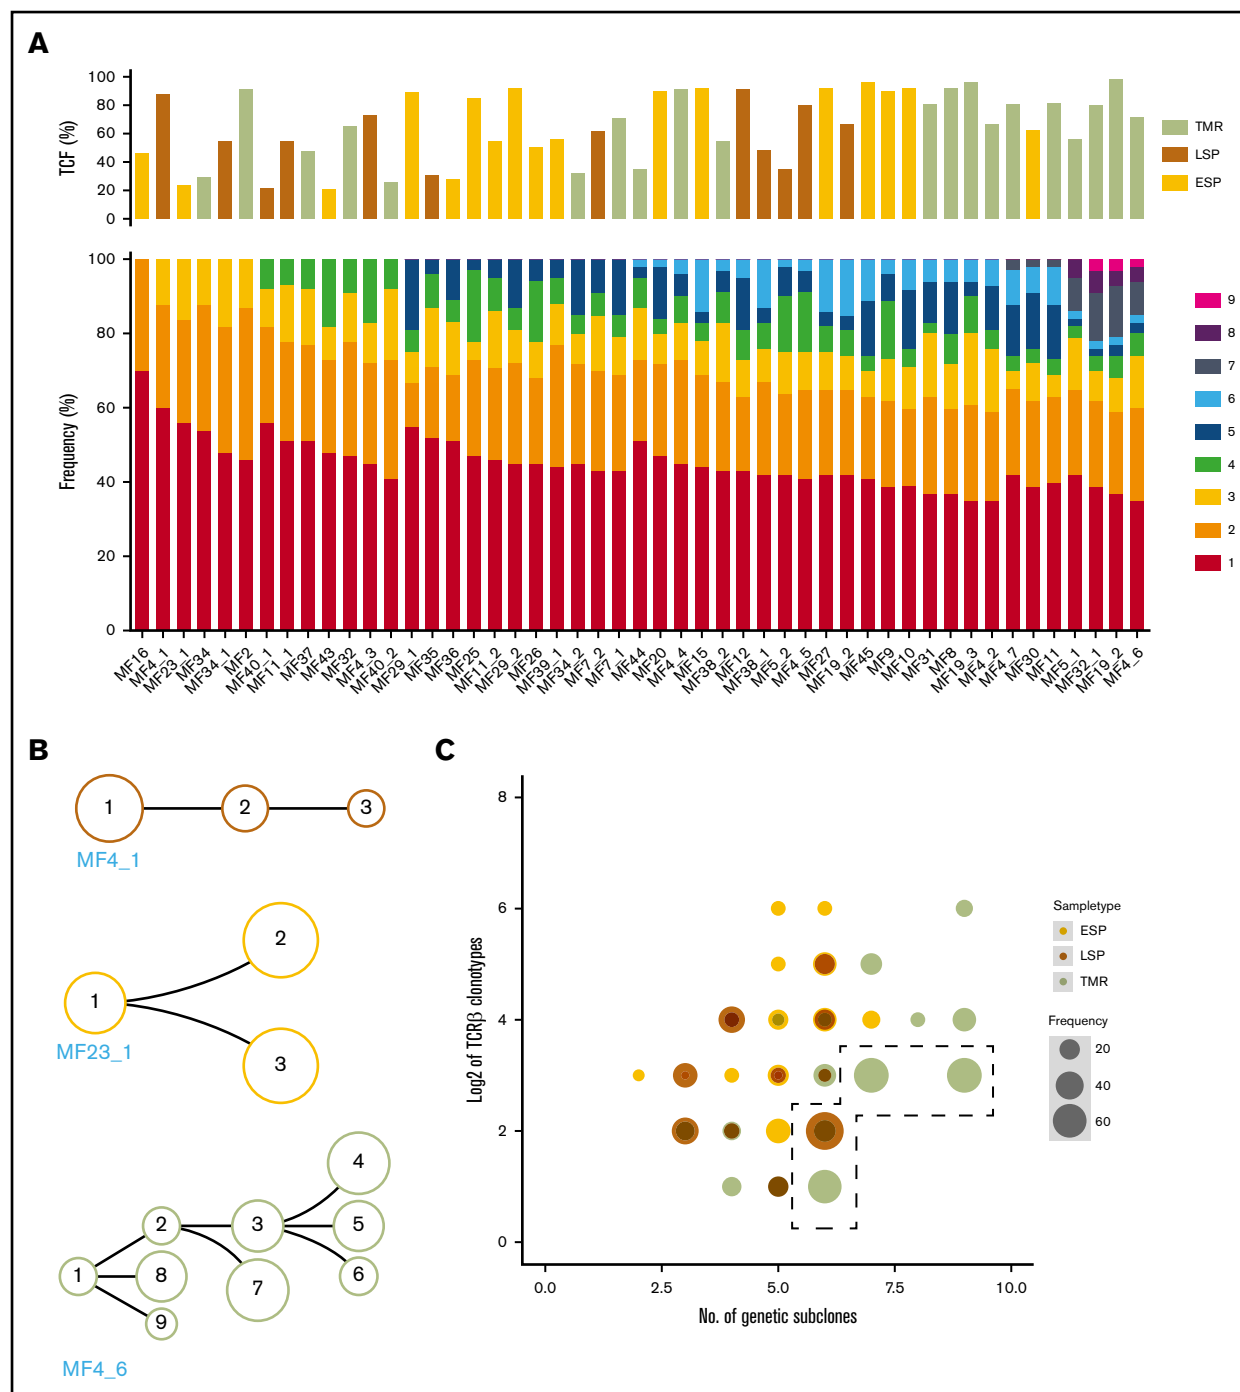 A
TCF (%)
100
80
60
40
20
0
TMR
LSP
ESP
Frequency (%)
100
80
60
40
20
0
9
8
7
6
5
4
3
2
1
MF16
MF4_1
MF23_1
MF34
MF34_1
MF2
MF40_1
MF11_1
MF37
MF43
MF32
MF4_3
MF40_2
MF29_1
MF35
MF36
MF25
MF11_2
MF29_2
MF26
MF39_1
MF34_2
MF7_2
MF7_1
MF44
MF20
MF4_4
MF15
MF38_2
MF12
MF38_1
MF5_2
MF4_5
MF27
MF19_2
MF45
MF9
MF10
MF31
MF8
MF19_3
MF4_2
MF4_7
MF30
MF11
MF5_1
MF32_1
MF19_2
MF4_6
B
1
2
3
MF4_1
1
2
3
MF23_1
1
2
3
4
5
6
7
8
9
MF4_6
C
Log2 of TCRβ clonotypes
8
6
4
2
0
0.0
2.5
5.0
7.5
10.0
No. of genetic subclones
Sampletype
ESP
LSP
TMR
Frequency
20
40
60